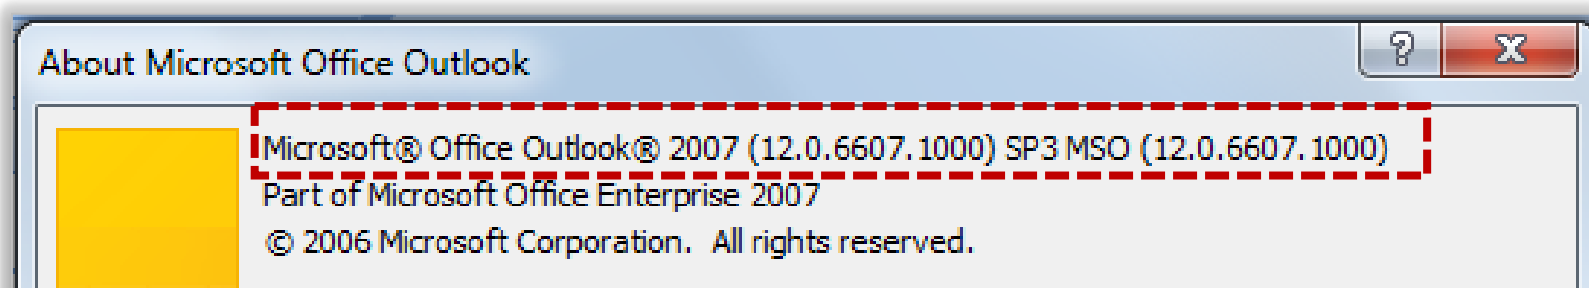 About Microsoft Office Outlook
Microsoft® Office Outlook® 2007 (12.0.6607.1000) SP3 MSO (12.0.6607.1000)
Part of Microsoft Office Enterprise 2007
© 2006 Microsoft Corporation.  All rights reserved.